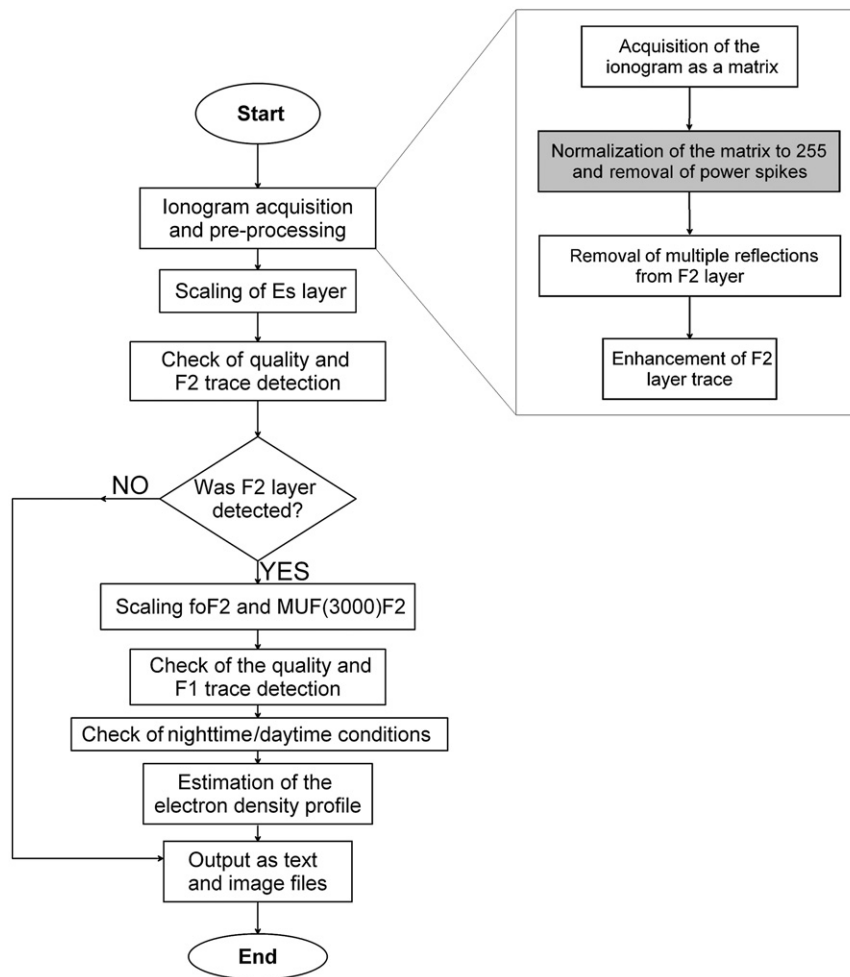 Start
Ionogram acquisition
and pre-processing
Scaling of Es layer
Check of quality and
F2 trace detection
Was F2 layer
detected?
NO
YES
Scaling foF2 and MUF(3000)F2
Check of the quality and
F1 trace detection
Check of nighttime/daytime conditions
Estimation of the
electron density profile
Output as text
and image files
End
Acquisition of the
ionogram as a matrix
Normalization of the matrix to 255
and removal of power spikes
Removal of multiple reflections
from F2 layer
Enhancement of F2
layer trace